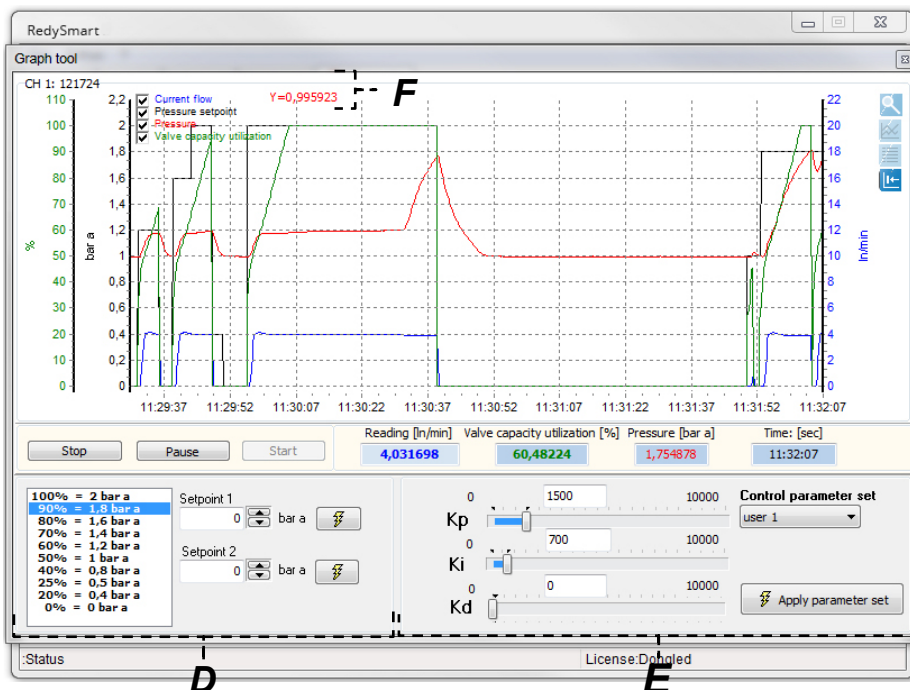 RedySmart
Graph tool
CH 1: 121724
F
Current flow
Y=0,995923
Pressure setpoint
Pressure
Valve capacity utilization
110
100
90
80
70
60
50
40
30
20
10
0
%
2,2
2
1,8
1,6
1,4
1,2
1
0,8
0,6
0,4
0,2
0
bar a
22
20
18
16
14
12
10
8
6
4
2
0
ln/min
11:29:37 11:29:52 11:30:07 11:30:22 11:30:37 11:30:52 11:31:07 11:31:22 11:31:37 11:31:52 11:32:07
Stop Pause Start
Reading [ln/min] Valve capacity utilization [%] Pressure [bar a] Time: [sec]
4,031698 60,48224 1,754878 11:32:07
100% = 2 bar a
90% = 1,8 bar a
80% = 1,6 bar a
70% = 1,4 bar a
60% = 1,2 bar a
50% = 1 bar a
40% = 0,8 bar a
25% = 0,5 bar a
20% = 0,4 bar a
0% = 0 bar a
Setpoint 1
0 bar a
Setpoint 2
0 bar a
0 1500 10000
Kp
0 700 10000
Ki
0 0 10000
Kd
Control parameter set
user 1
Apply parameter set
:Status License:Dongled
D E